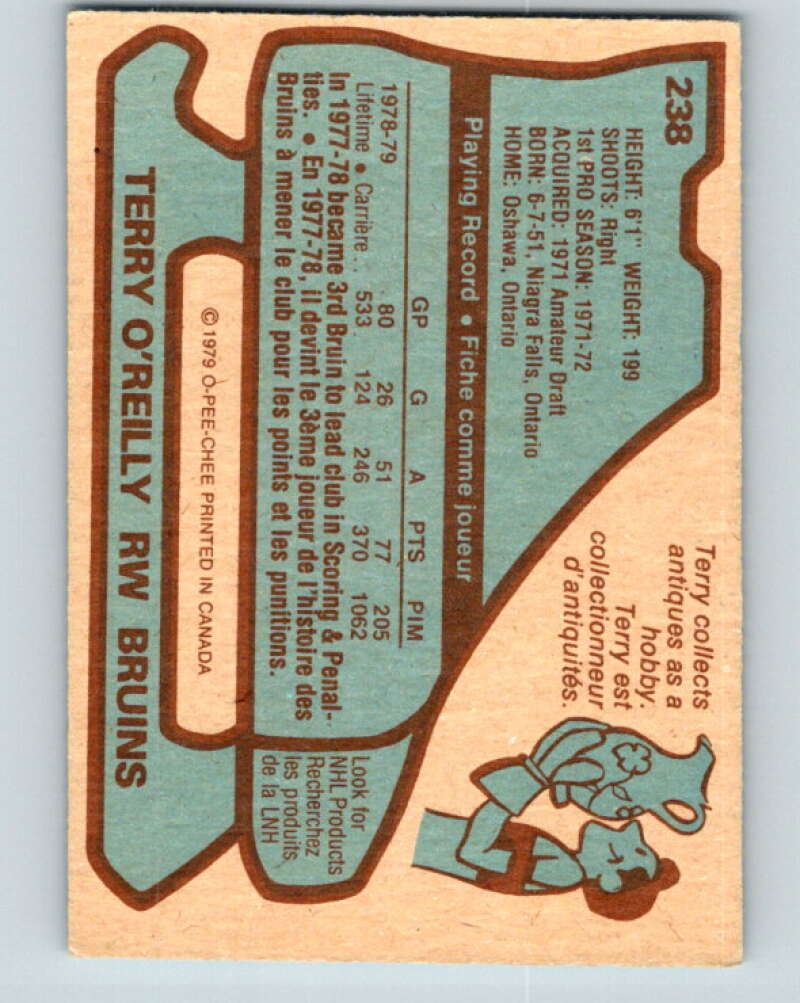 238
HEIGHT: 6'1" WEIGHT: 199
SHOOTS: Right
1st PRO SEASON: 1971-72
ACQUIRED: 1971 Amateur Draft
BORN: 6-7-51, Niagra Falls, Ontario
HOME: Oshawa, Ontario
Terry collects
antiques as a
hobby.
Terry est
collectionneur
d'antiquités.
Playing Record • Fiche comme joueur
GP G A PTS PIM
1978-79 80 26 51 77 205
Lifetime • Carrière .. 533 124 246 370 1062
In 1977-78 became 3rd Bruin to lead club in Scoring & Penal-
ties. • En 1977-78, il devint le 3ème joueur de l'histoire des
Bruins à mener le club pour les points et les punitions.
Look for
NHL Products
Recherchez
les produits
de la LNH
© 1979 O-PEE-CHEE PRINTED IN CANADA
TERRY O'REILLY RW BRUINS